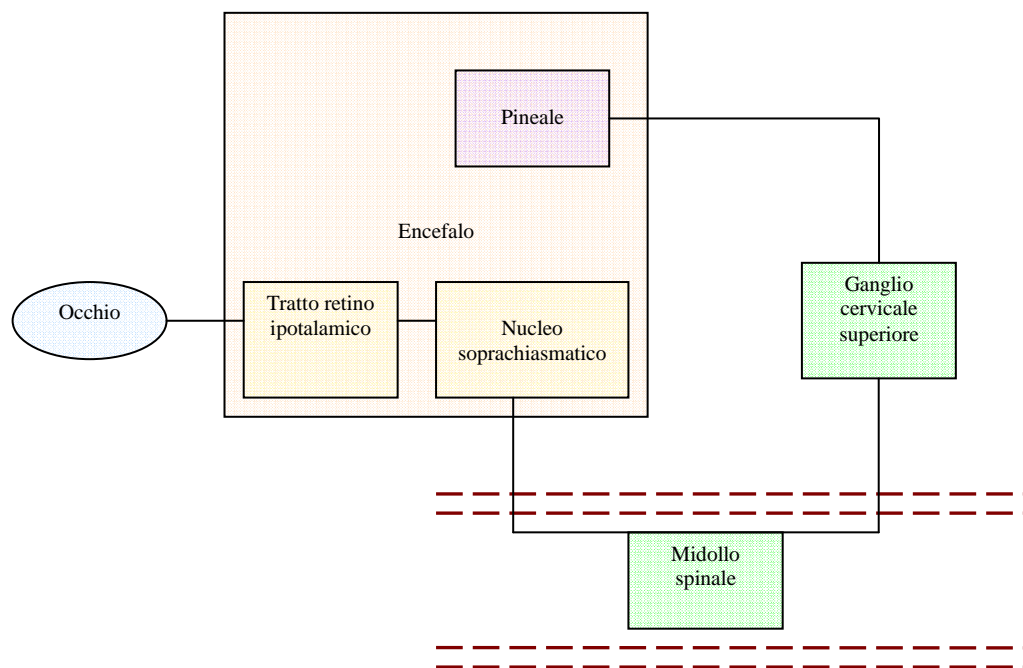 Pineale
Encefalo
Occhio
Tratto retino
ipotalamico
Nucleo
soprachiasmatico
Ganglio
cervicale
superiore
Midollo
spinale